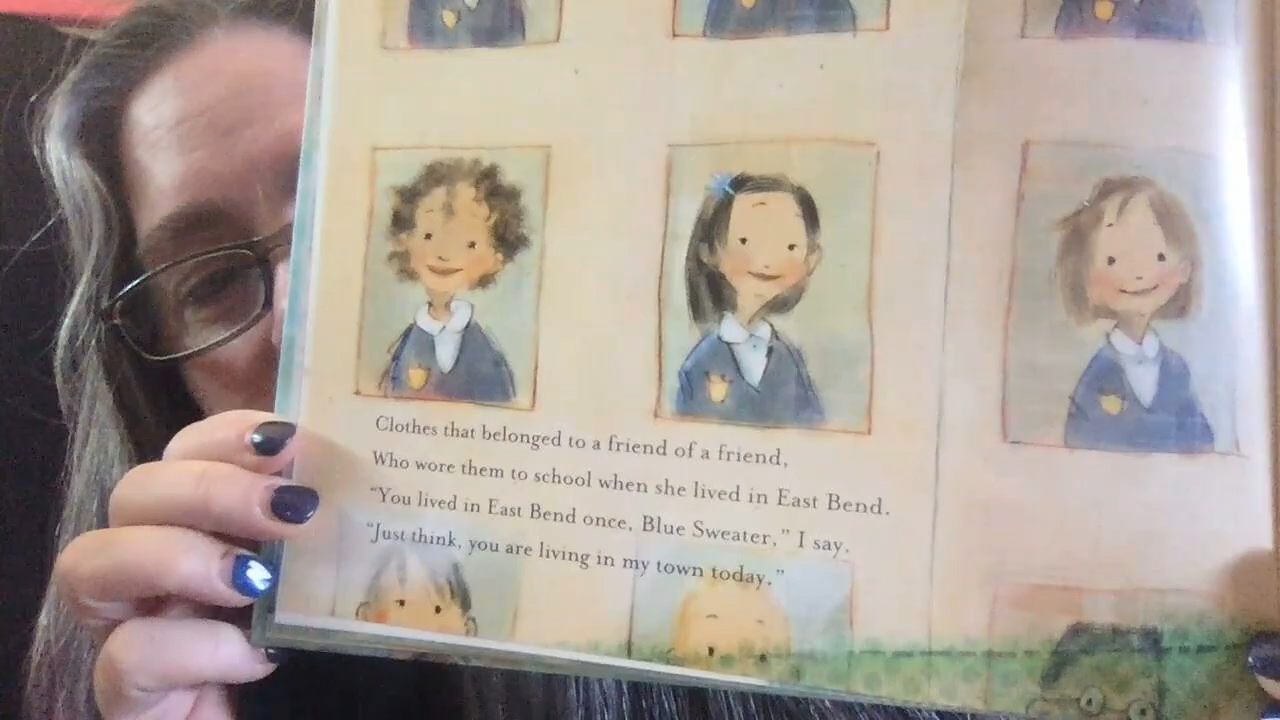 Clothes that belonged to a friend of a friend,
Who wore them to school when she lived in East Bend.
“You lived in East Bend once, Blue Sweater,” I say.
“Just think, you are living in my town today.”